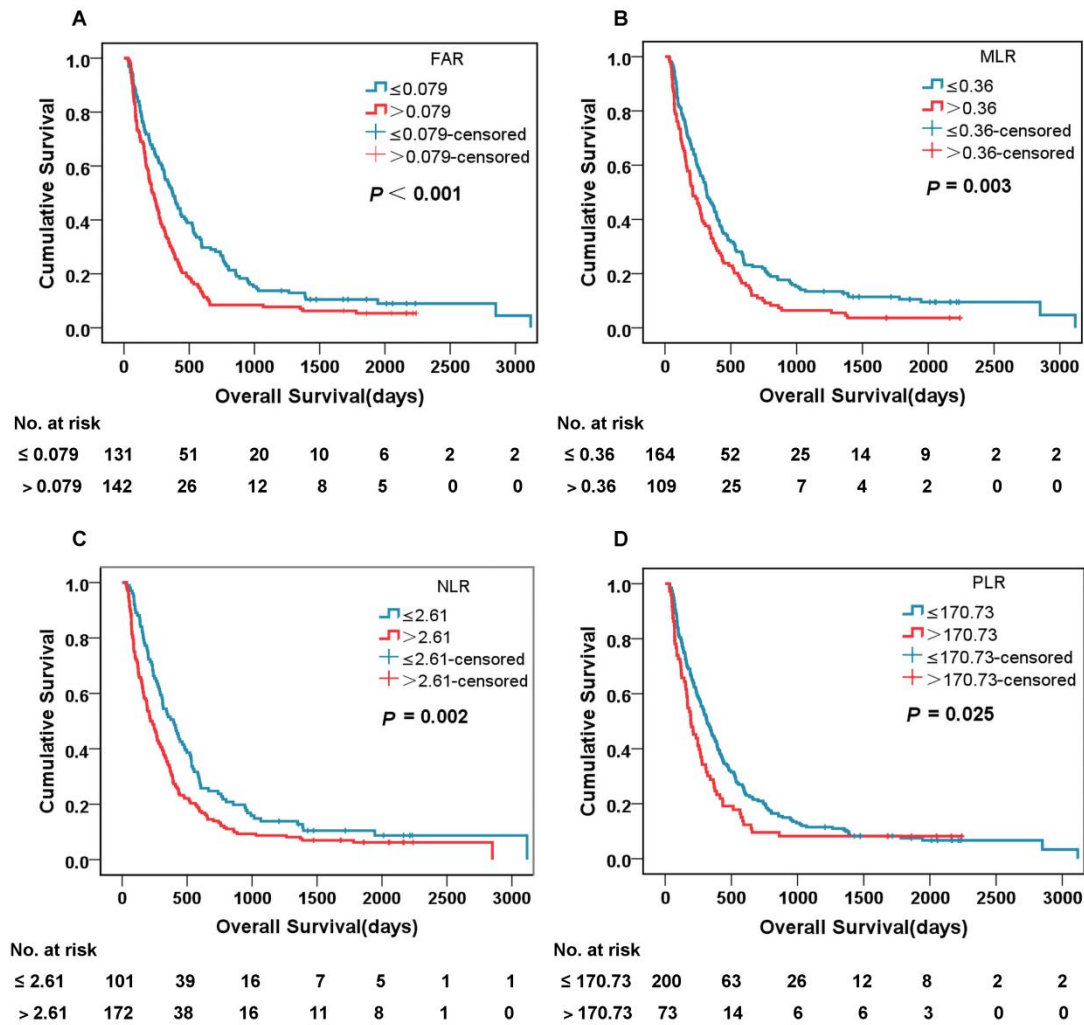 A
FAR
≤0.079
>0.079
≤0.079-censored
>0.079-censored
P < 0.001
Cumulative Survival
1.0
0.8
0.6
0.4
0.2
0.0
0 500 1000 1500 2000 2500 3000
Overall Survival(days)
No. at risk
≤ 0.079 131 51 20 10 6 2 2
> 0.079 142 26 12 8 5 0 0
B
MLR
≤0.36
>0.36
≤0.36-censored
>0.36-censored
P = 0.003
Cumulative Survival
1.0
0.8
0.6
0.4
0.2
0.0
0 500 1000 1500 2000 2500 3000
Overall Survival(days)
No. at risk
≤ 0.36 164 52 25 14 9 2 2
> 0.36 109 25 7 4 2 0 0
C
NLR
≤2.61
>2.61
≤2.61-censored
>2.61-censored
P = 0.002
Cumulative Survival
1.0
0.8
0.6
0.4
0.2
0.0
0 500 1000 1500 2000 2500 3000
Overall Survival(days)
No. at risk
≤ 2.61 101 39 16 7 5 1 1
> 2.61 172 38 16 11 8 1 0
D
PLR
≤170.73
>170.73
≤170.73-censored
>170.73-censored
P = 0.025
Cumulative Survival
1.0
0.8
0.6
0.4
0.2
0.0
0 500 1000 1500 2000 2500 3000
Overall Survival(days)
No. at risk
≤ 170.73 200 63 26 12 8 2 2
> 170.73 73 14 6 6 3 0 0